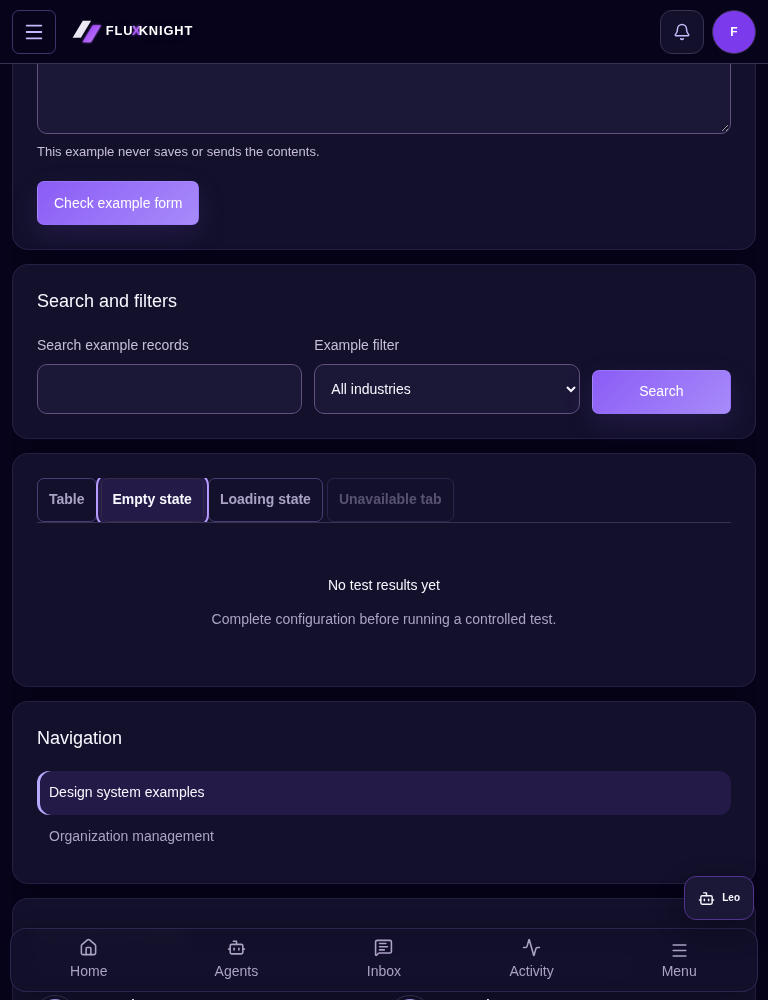 FLUXKNIGHT
F
This example never saves or sends the contents.
Check example form
Search and filters
Search example records
Example filter
All industries
Search
Table
Empty state
Loading state
Unavailable tab
No test results yet
Complete configuration before running a controlled test.
Navigation
Design system examples
Organization management
Leo
Home
Agents
Inbox
Activity
Menu